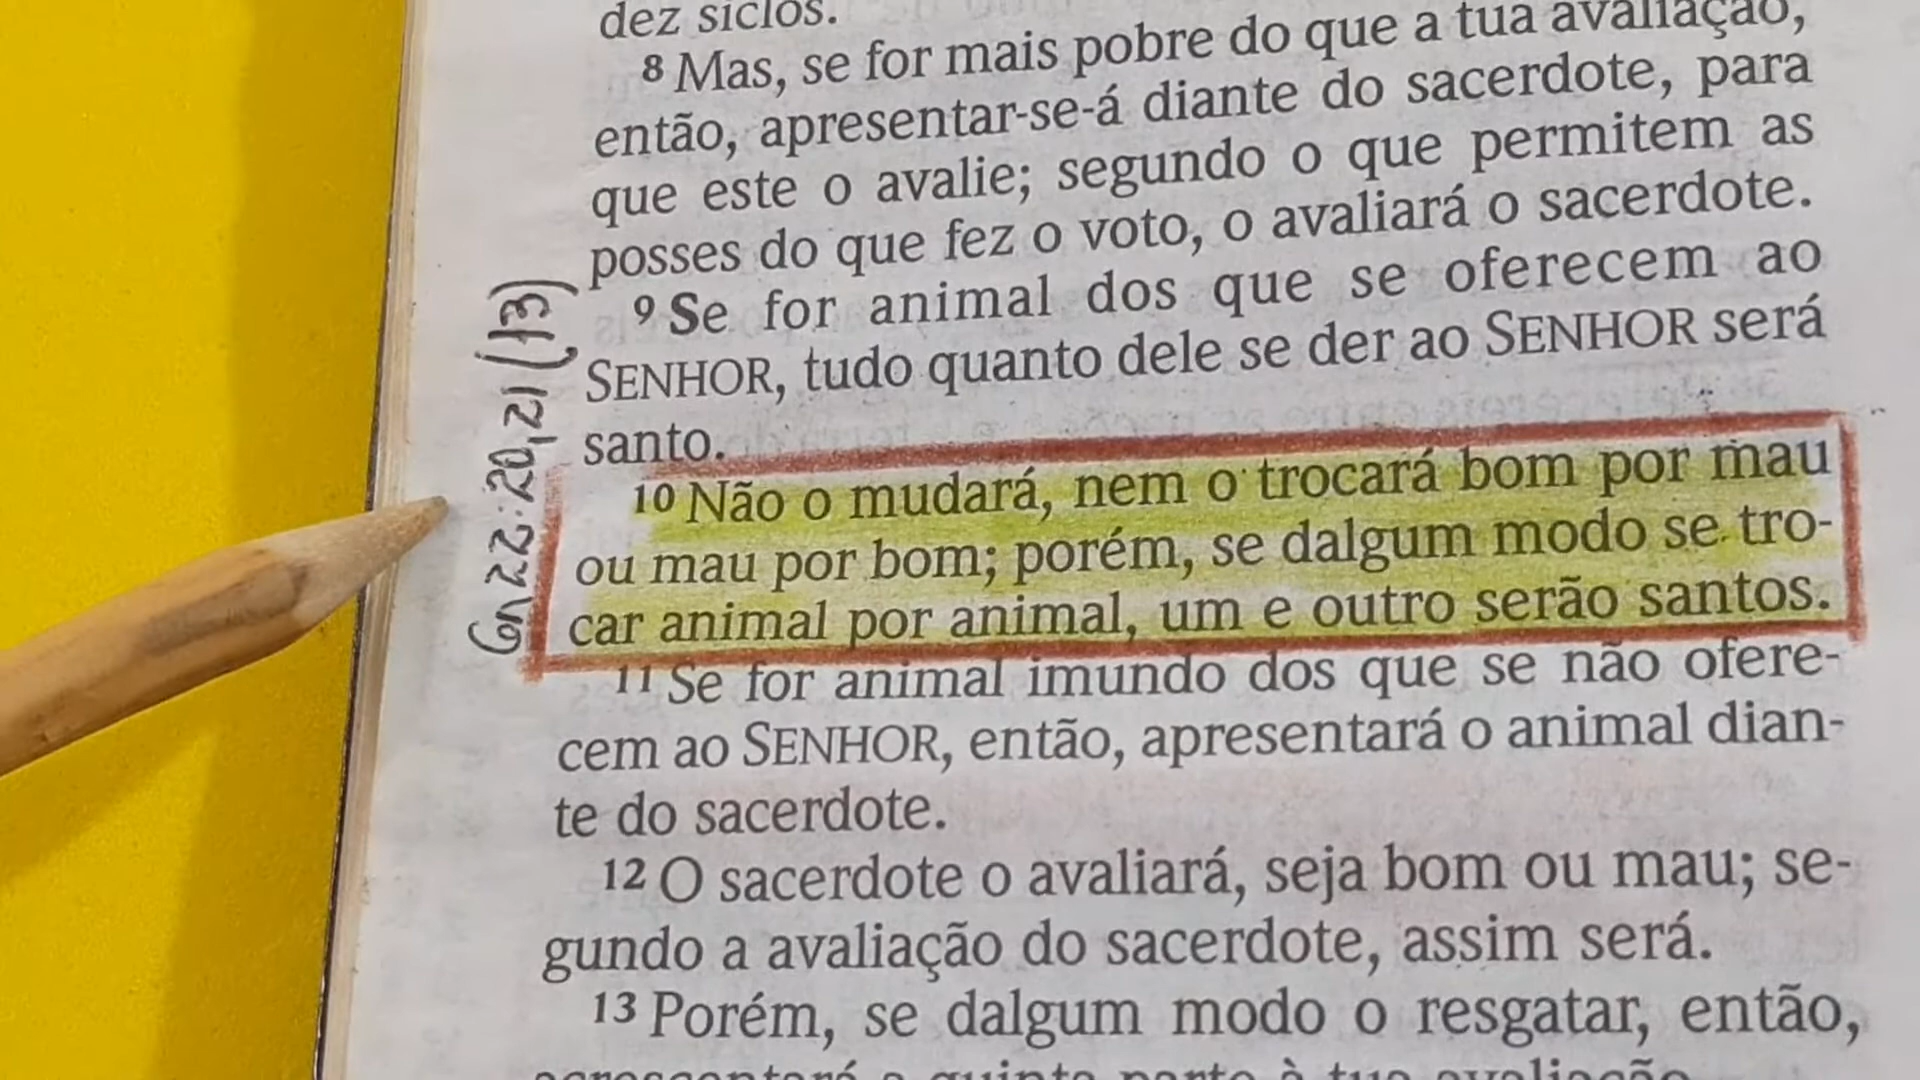 dez siclos.
8 Mas, se for mais pobre do que a tua avaliação,
então, apresentar-se-á diante do sacerdote, para
que este o avalie; segundo o que permitem as
posses do que fez o voto, o avaliará o sacerdote.
9 Se for animal dos que se oferecem ao
SENHOR, tudo quanto dele se der ao SENHOR será
santo.
10 Não o mudará, nem o trocará bom por mau
ou mau por bom; porém, se dalgum modo se tro-
car animal por animal, um e outro serão santos.
11 Se for animal imundo dos que se não ofere-
cem ao SENHOR, então, apresentará o animal dian-
te do sacerdote.
12 O sacerdote o avaliará, seja bom ou mau; se-
gundo a avaliação do sacerdote, assim será.
13 Porém, se dalgum modo o resgatar, então,
acrescentará a quinta parte à tua avaliação.
Gn 22:20,21 (13)